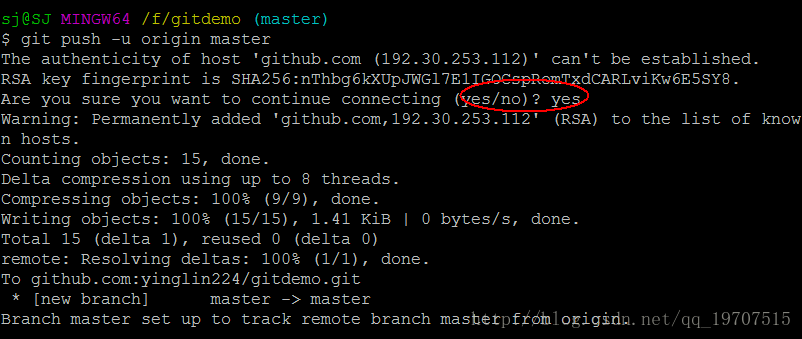 sj@SJ MINGW64 /f/gitdemo (master)
$ git push -u origin master
The authenticity of host 'github.com (192.30.253.112)' can't be established.
RSA key fingerprint is SHA256:nThbg6kXUpJWGl7E1IGOCspRomTxdCARLviKw6E5SY8.
Are you sure you want to continue connecting (yes/no)? yes
Warning: Permanently added 'github.com,192.30.253.112' (RSA) to the list of know
n hosts.
Counting objects: 15, done.
Delta compression using up to 8 threads.
Compressing objects: 100% (9/9), done.
Writing objects: 100% (15/15), 1.41 KiB | 0 bytes/s, done.
Total 15 (delta 1), reused 0 (delta 0)
remote: Resolving deltas: 100% (1/1), done.
To github.com:yinglin224/gitdemo.git
 * [new branch]      master -> master
Branch master set up to track remote branch master from origin.
http://blog.csdn.net/qq_19707515